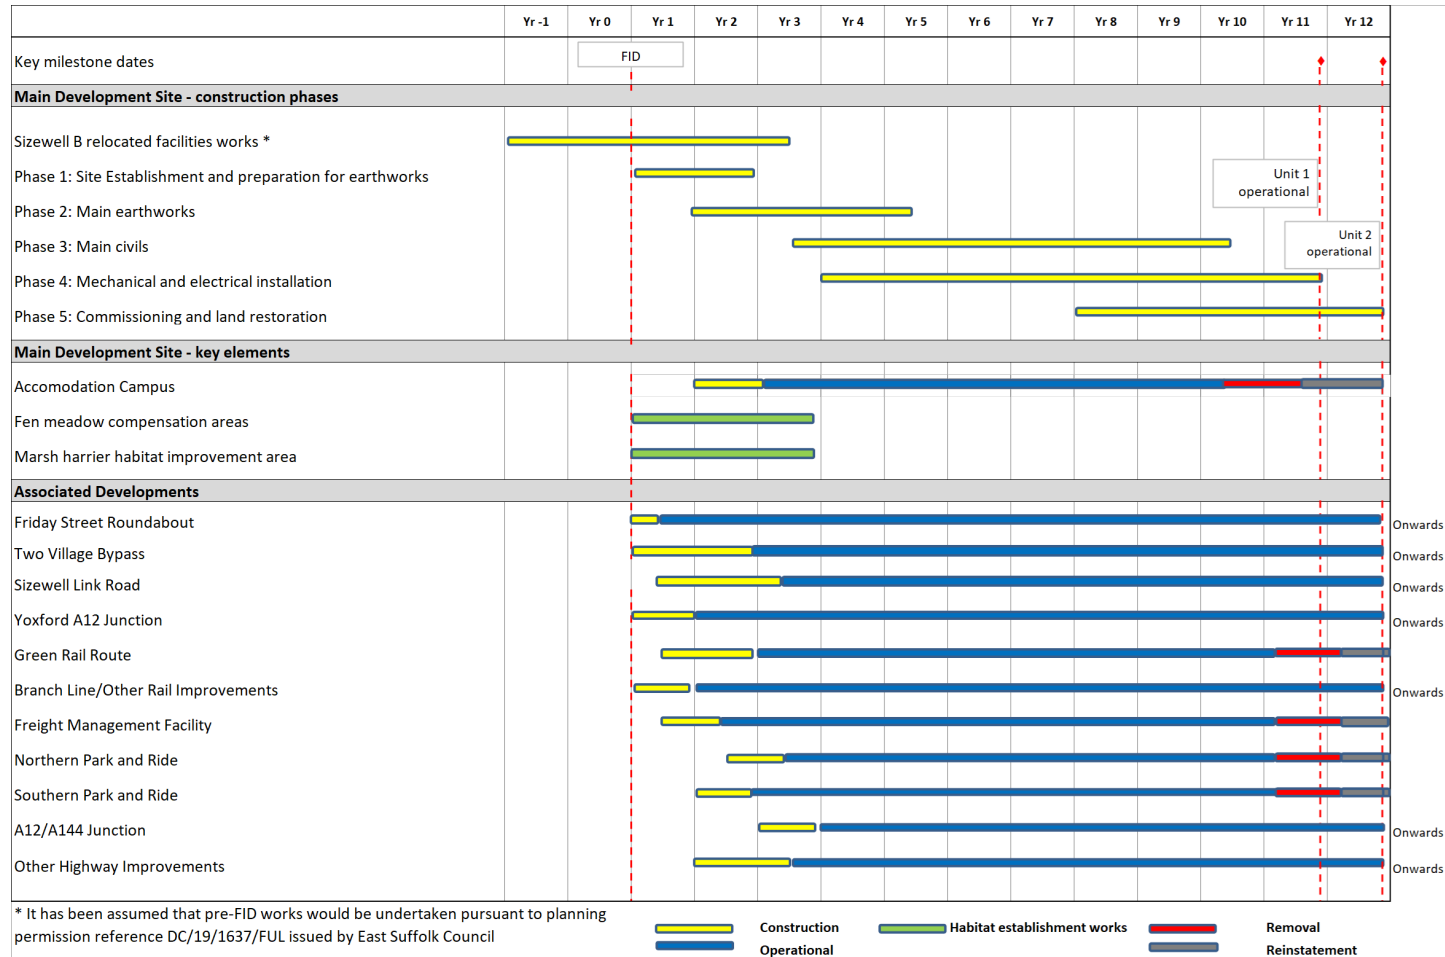 Yr -1 Yr 0 Yr 1 Yr 2 Yr 3 Yr 4 Yr 5 Yr 6 Yr 7 Yr 8 Yr 9 Yr 10 Yr 11 Yr 12
Key milestone dates
FID
Main Development Site - construction phases
Sizewell B relocated facilities works *
Phase 1: Site Establishment and preparation for earthworks
Unit 1
operational
Phase 2: Main earthworks
Phase 3: Main civils
Unit 2
operational
Phase 4: Mechanical and electrical installation
Phase 5: Commissioning and land restoration
Main Development Site - key elements
Accomodation Campus
Fen meadow compensation areas
Marsh harrier habitat improvement area
Associated Developments
Friday Street Roundabout Onwards
Two Village Bypass Onwards
Sizewell Link Road Onwards
Yoxford A12 Junction Onwards
Green Rail Route
Branch Line/Other Rail Improvements Onwards
Freight Management Facility
Northern Park and Ride
Southern Park and Ride
A12/A144 Junction Onwards
Other Highway Improvements Onwards
* It has been assumed that pre-FID works would be undertaken pursuant to planning
permission reference DC/19/1637/FUL issued by East Suffolk Council
Construction Habitat establishment works Removal
Operational Reinstatement